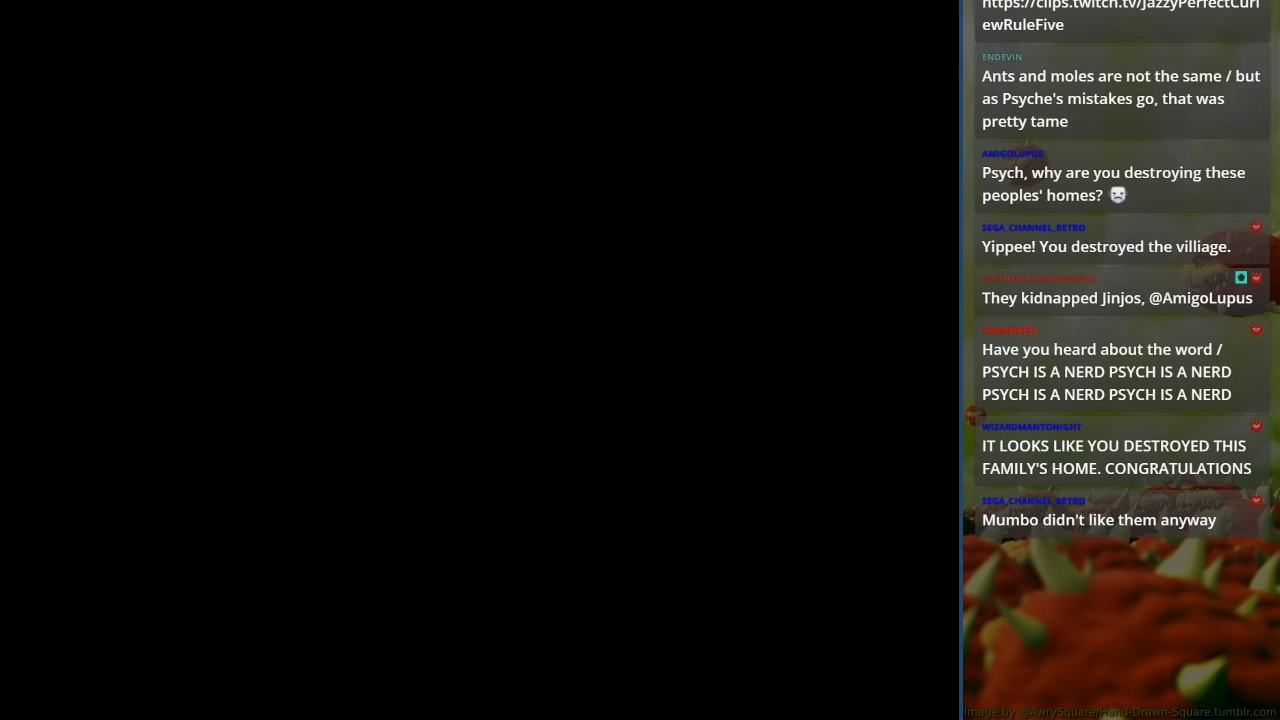 https://clips.twitch.tv/JazzyPerfectCurl
ewRuleFive
ENDEVIN
Ants and moles are not the same / but
as Psyche's mistakes go, that was
pretty tame
AMIGOLUPUS
Psych, why are you destroying these
peoples' homes?
SEGA_CHANNEL_RETRO
Yippee! You destroyed the villiage.
They kidnapped Jinjos, @AmigoLupus
Have you heard about the word /
PSYCH IS A NERD PSYCH IS A NERD
PSYCH IS A NERD PSYCH IS A NERD
WIZARDMANTONIGHT
IT LOOKS LIKE YOU DESTROYED THIS
FAMILY'S HOME. CONGRATULATIONS
SEGA_CHANNEL_RETRO
Mumbo didn't like them anyway
Image by @AwrySquare/Hand-Drawn-Square.tumblr.com